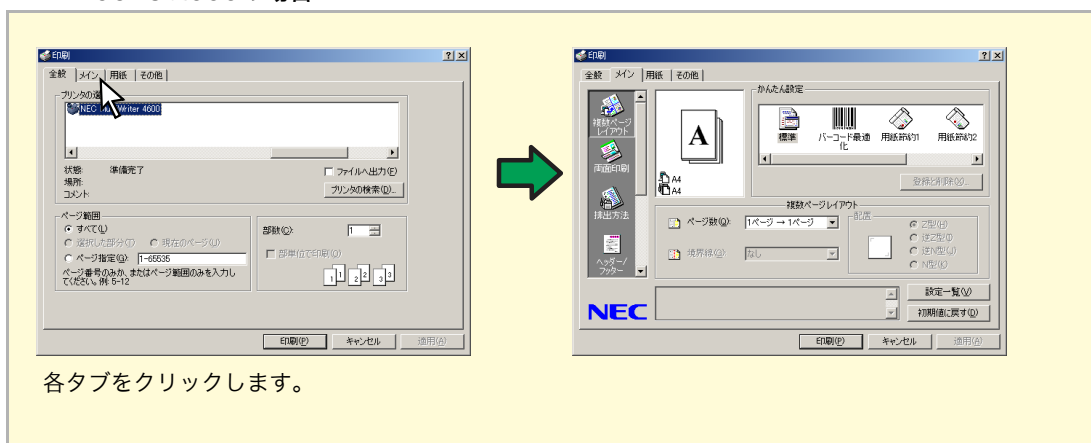 印刷
全般 メイン 用紙 その他
プリンタの選
NEC Writer 4600
状態: 準備完了
場所:
コメント:
ファイルへ出力(F)
プリンタの検索(D)...
ページ範囲
すべて(L)
選択した部分(T) 現在のページ(U)
ページ指定(G): 1-65535
ページ番号のみか、またはページ範囲のみを入力し
てください。例: 5-12
部数(C): 1
部単位で印刷(O)
1 1 2 2 3 3
印刷(P) キャンセル 適用(A)
印刷
全般 メイン 用紙 その他
複数ページ
レイアウト
両面印刷
排出方法
ヘッダー/
フッター
A
A4
A4
かんたん設定
標準 バーコード最適化 用紙節約1 用紙節約2
登録と削除(X)...
複数ページレイアウト
ページ数(Q): 1ページ → 1ページ
境界線(2): なし
配置
Z型(H)
逆Z型(I)
逆N型(J)
N型(K)
NEC
設定一覧(V)
初期値に戻す(D)
印刷(P) キャンセル 適用(A)
各タブをクリックします。